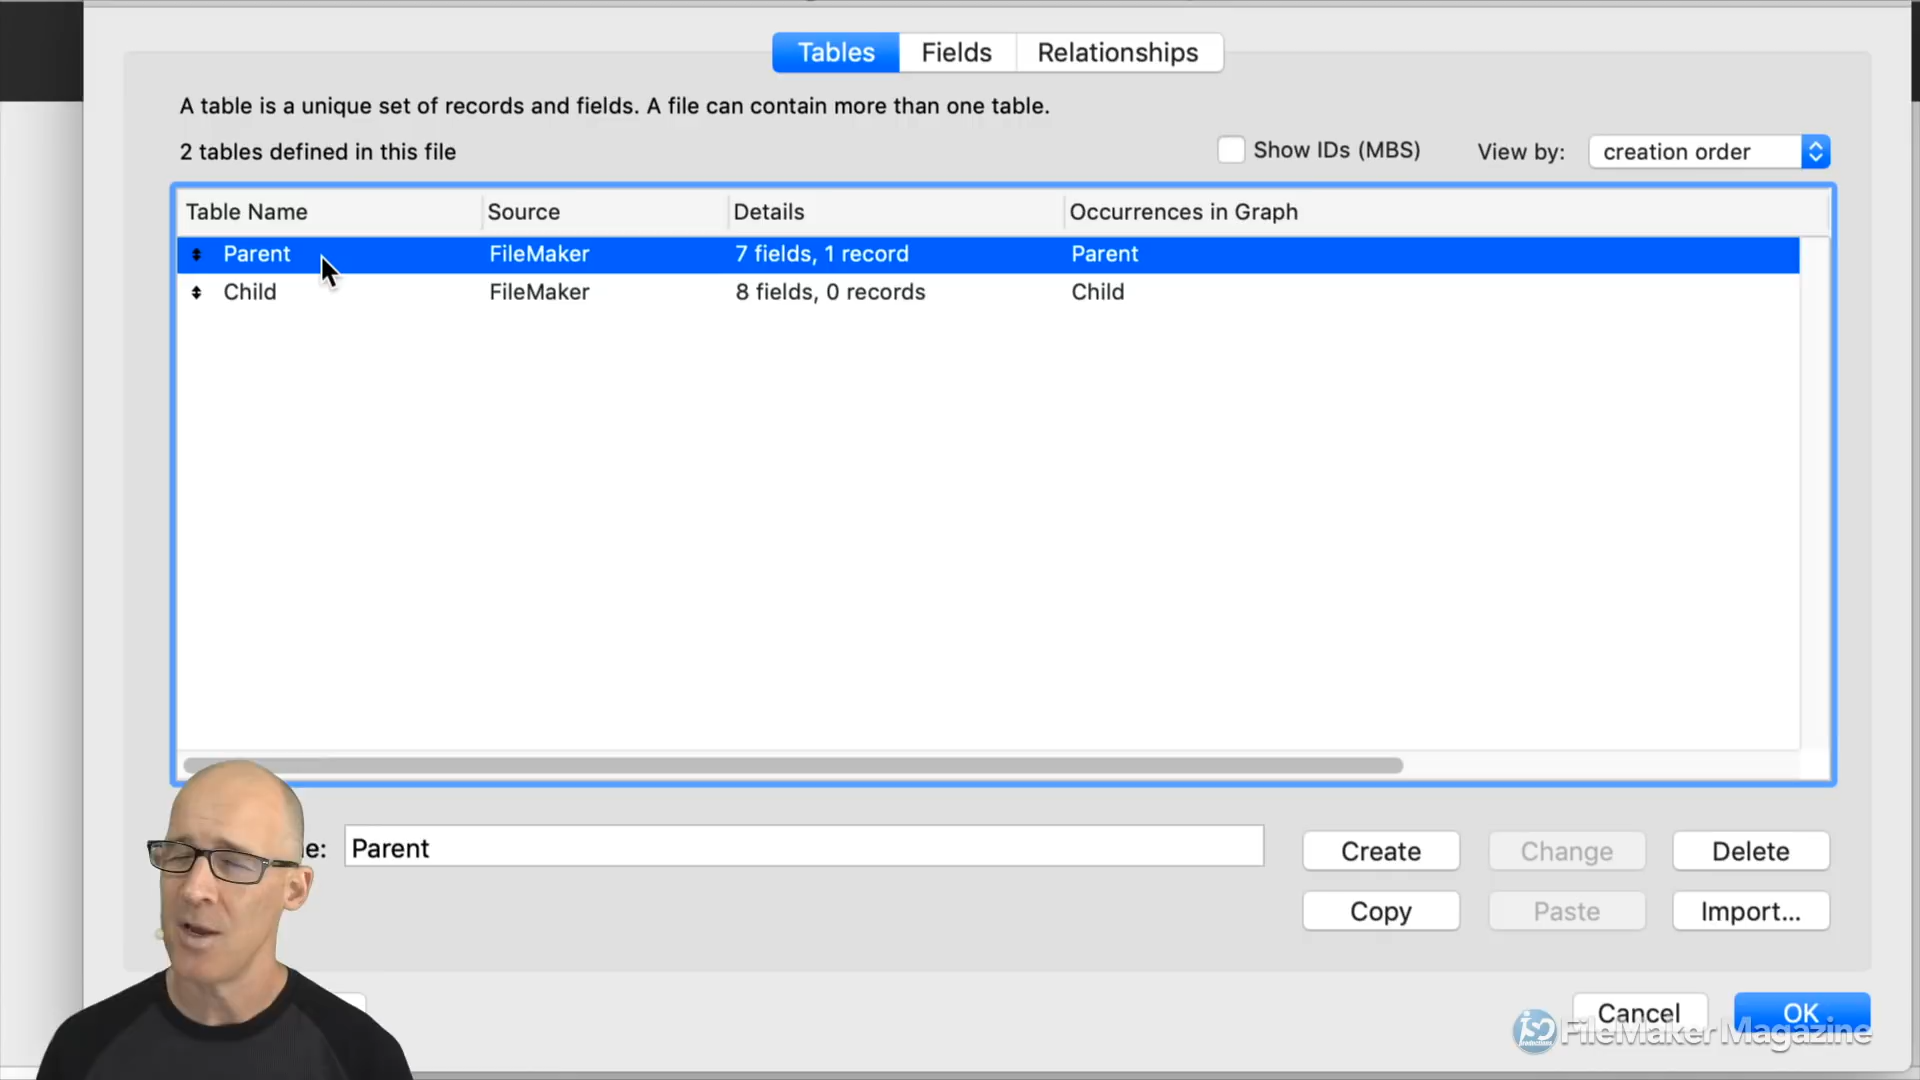 Tables Fields Relationships
A table is a unique set of records and fields. A file can contain more than one table.
2 tables defined in this file
Show IDs (MBS) View by: creation order
Table Name Source Details Occurrences in Graph
Parent FileMaker 7 fields, 1 record Parent
Child FileMaker 8 fields, 0 records Child
e: Parent
Create Change Delete
Copy Paste Import...
Cancel OK
iso productions FileMaker Magazine